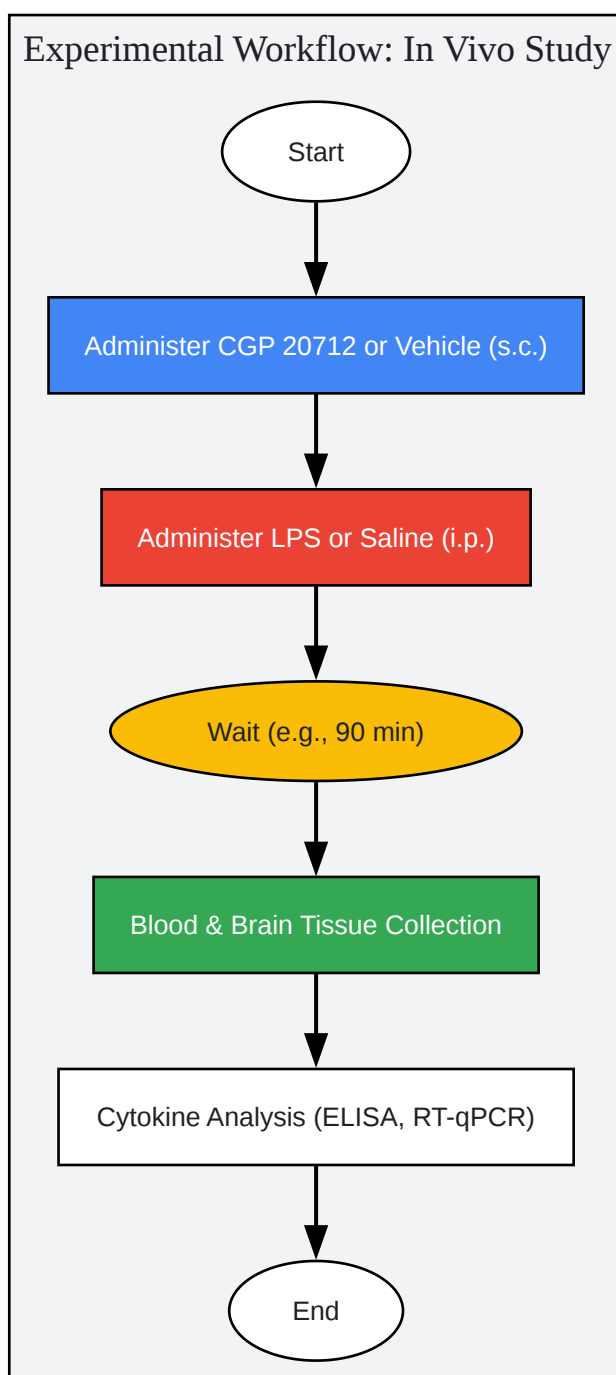 Experimental Workflow: In Vivo Study
Start
Administer CGP 20712 or Vehicle (s.c.)
Administer LPS or Saline (i.p.)
Wait (e.g., 90 min)
Blood & Brain Tissue Collection
Cytokine Analysis (ELISA, RT-qPCR)
End